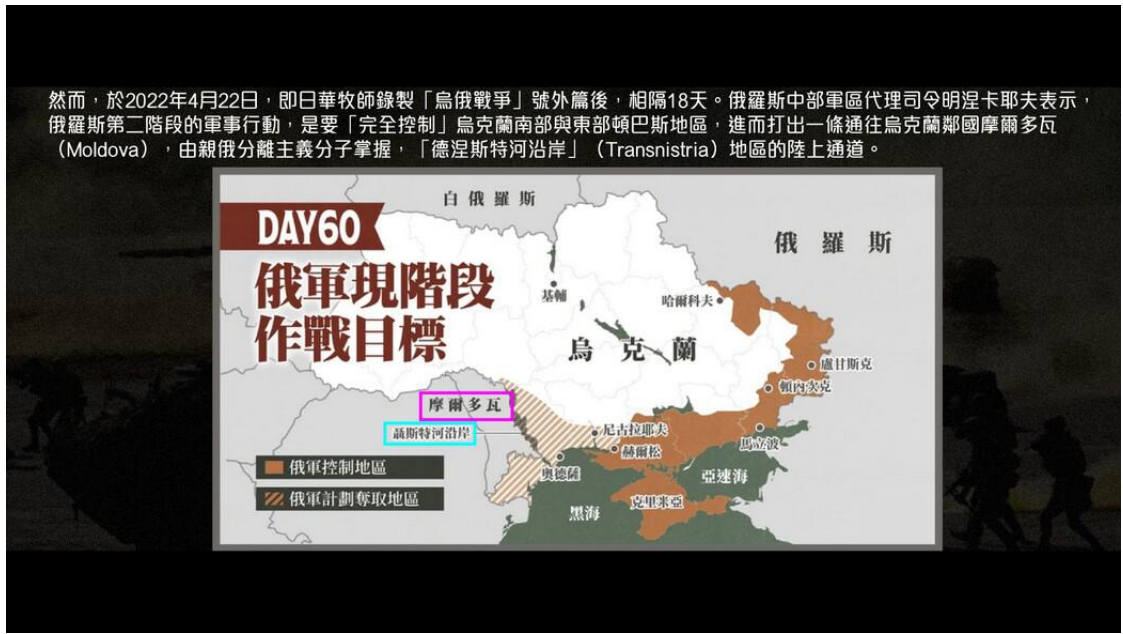 然而，於2022年4月22日，即日華牧師錄製「烏俄戰爭」號外篇後，相隔18天。俄羅斯中部軍區代理司令明涅卡耶夫表示，
俄羅斯第二階段的軍事行動，是要「完全控制」烏克蘭南部與東部頓巴斯地區，進而打出一條通往烏克蘭鄰國摩爾多瓦
（Moldova），由親俄分離主義分子掌握，「德涅斯特河沿岸」（Transnistria）地區的陸上通道。
白俄羅斯
DAY60
俄軍現階段
作戰目標
俄羅斯
基輔
哈爾科夫
烏克蘭
盧甘斯克
頓內次克
摩爾多瓦
聶斯特河沿岸
尼古拉耶夫
赫爾松
馬立波
俄軍控制地區
奧德薩
亞速海
俄軍計劃奪取地區
克里米亞
黑海